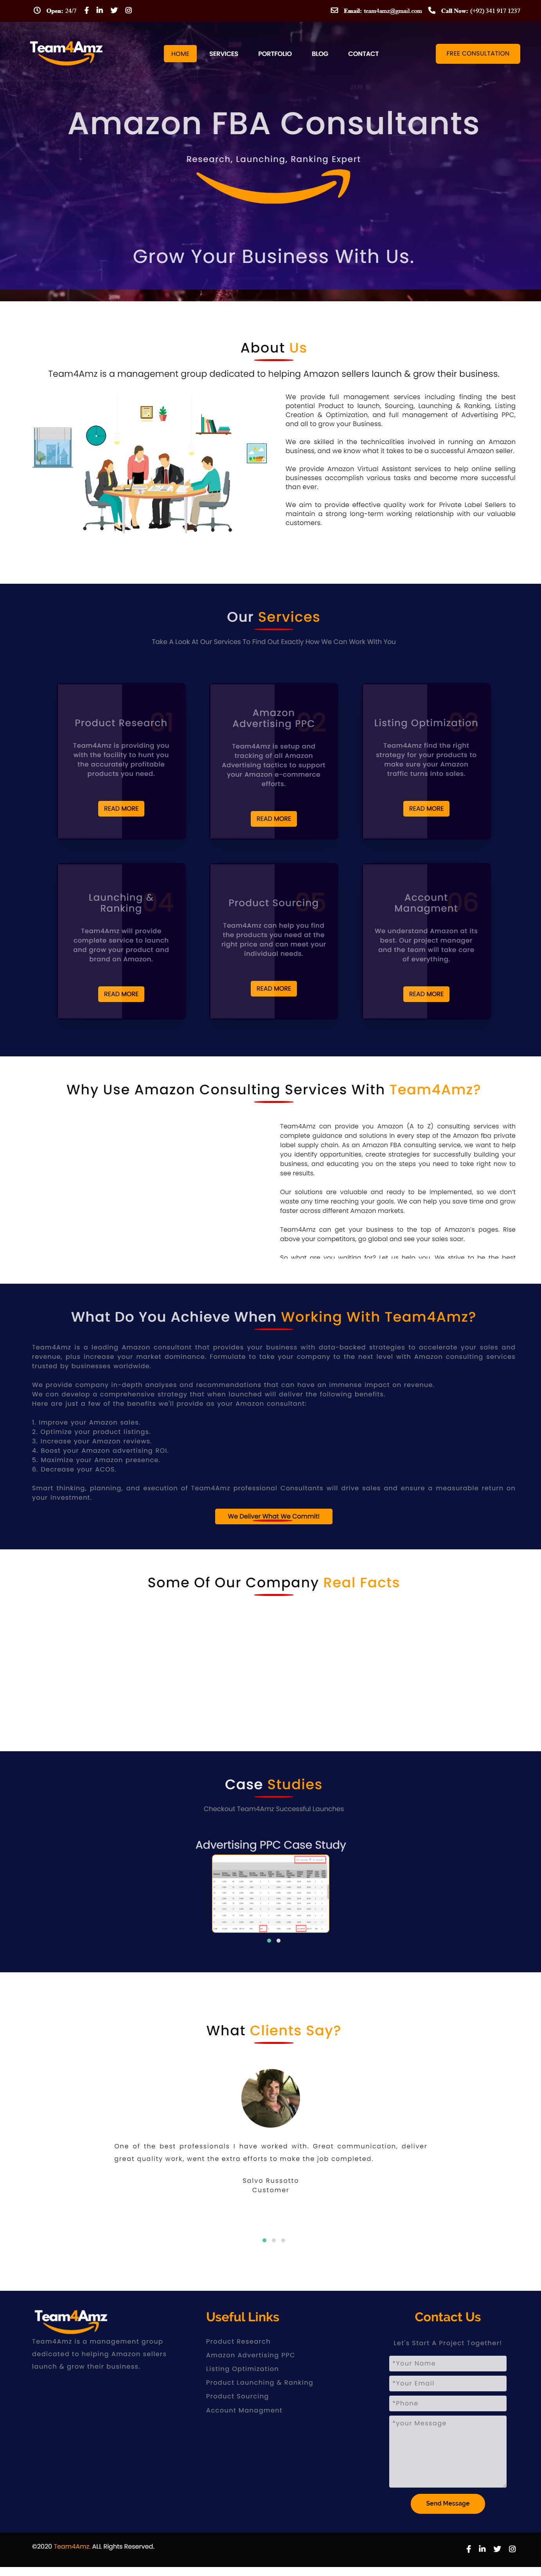 Open: 24/7
Email: team4amz@gmail.com
Call Now: (+92) 341 917 1237
Team4Amz
HOME
SERVICES
PORTFOLIO
BLOG
CONTACT
FREE CONSULTATION
Amazon FBA Consultants
Research, Launching, Ranking Expert
Grow Your Business With Us.
About Us
Team4Amz is a management group dedicated to helping Amazon sellers launch & grow their business.
We provide full management services including finding the best
potential Product to launch, Sourcing, Launching & Ranking, Listing
Creation & Optimization, and full management of Advertising PPC,
and all to grow your Business.
We are skilled in the technicalities involved in running an Amazon
business, and we know what it takes to be a successful Amazon seller.
We provide Amazon Virtual Assistant services to help online selling
businesses accomplish various tasks and become more successful
than ever.
We aim to provide effective quality work for Private Label Sellers to
maintain a strong long-term working relationship with our valuable
customers.
Our Services
Take A Look At Our Services To Find Out Exactly How We Can Work With You
01
Product Research
Team4Amz is providing you
with the facility to hunt you
the accurately profitable
products you need.
READ MORE
02
Amazon
Advertising PPC
Team4Amz is setup and
tracking of all Amazon
Advertising tactics to support
your Amazon e-commerce
efforts.
READ MORE
03
Listing Optimization
Team4Amz find the right
strategy for your products to
make sure your Amazon
traffic turns into sales.
READ MORE
04
Launching &
Ranking
Team4Amz will provide
complete service to launch
and grow your product and
brand on Amazon.
READ MORE
05
Product Sourcing
Team4Amz can help you find
the products you need at the
right price and can meet your
individual needs.
READ MORE
06
Account
Managment
We understand Amazon at its
best. Our project manager
and the team will take care
of everything.
READ MORE
Why Use Amazon Consulting Services With Team4Amz?
Team4Amz can provide you Amazon (A to Z) consulting services with
complete guidance and solutions in every step of the Amazon fba private
label supply chain. As an Amazon FBA consulting service, we want to help
you identify opportunities, create strategies for successfully building your
business, and educating you on the steps you need to take right now to
see results.
Our solutions are valuable and ready to be implemented, so we don't
waste any time reaching your goals. We can help you save time and grow
faster across different Amazon markets.
Team4Amz can get your business to the top of Amazon's pages. Rise
above your competitors, go global and see your sales soar.
So what are you waiting for? Let us help you. We strive to be the best
What Do You Achieve When Working With Team4Amz?
Team4Amz is a leading Amazon consultant that provides your business with data-backed strategies to accelerate your sales and
revenue, plus increase your market dominance. Formulate to take your company to the next level with Amazon consulting services
trusted by businesses worldwide.
We provide company in-depth analyses and recommendations that can have an immense impact on revenue.
We can develop a comprehensive strategy that when launched will deliver the following benefits.
Here are just a few of the benefits we'll provide as your Amazon consultant:
1. Improve your Amazon sales.
2. Optimize your product listings.
3. Increase your Amazon reviews.
4. Boost your Amazon advertising ROI.
5. Maximize your Amazon presence.
6. Decrease your ACOS.
Smart thinking, planning, and execution of Team4Amz professional Consultants will drive sales and ensure a measurable return on
your investment.
We Deliver What We Commit!
Some Of Our Company Real Facts
Case Studies
Checkout Team4Amz Successful Launches
Advertising PPC Case Study
What Clients Say?
One of the best professionals I have worked with. Great communication, deliver
great quality work, went the extra efforts to make the job completed.
Salvo Russotto
Customer
Team4Amz
Team4Amz is a management group
dedicated to helping Amazon sellers
launch & grow their business.
Useful Links
Product Research
Amazon Advertising PPC
Listing Optimization
Product Launching & Ranking
Product Sourcing
Account Managment
Contact Us
Let's Start A Project Together!
*Your Name
*Your Email
*Phone
*your Message
Send Message
©2020 Team4Amz. ALL Rights Reserved.